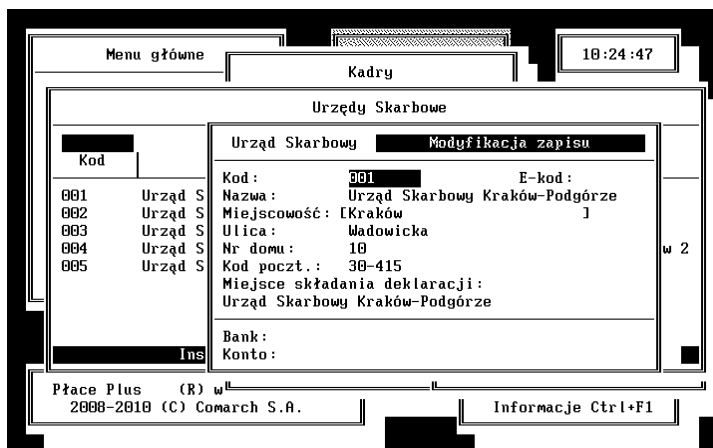 Menu główne
10:24:47
Kadry
Urzędy Skarbowe
Urząd Skarbowy Modyfikacja zapisu
Kod
Kod: 001 E-kod:
Nazwa: Urząd Skarbowy Kraków-Podgórze
Miejscowość: [Kraków ]
Ulica: Wadowicka
Nr domu: 10
Kod poczt.: 30-415
Miejsce składania deklaracji:
Urząd Skarbowy Kraków-Podgórze
Bank:
Konto:
001 Urząd S
002 Urząd S
003 Urząd S
004 Urząd S w 2
005 Urząd S
Ins
Płace Plus (R) w
2008-2010 (C) Comarch S.A.
Informacje Ctrl+F1